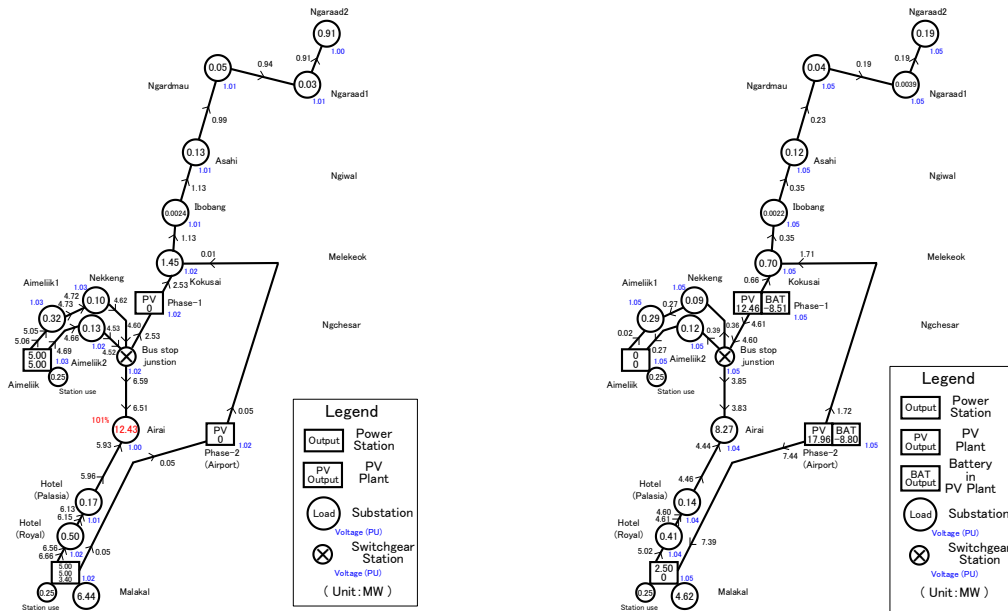 Ngaraad2
0.91
1.00
0.91
0.05
0.94
Ngardmau
1.01
0.03
Ngaraad1
1.01
0.99
0.13
Asahi
1.01
Ngiwal
1.13
Ibobang
0.0024
1.01
1.13
1.45
0.01
Melekeok
1.02
Kokusai
2.53
Aimeliik1
Nekkeng
1.03
1.03
4.72
4.73
0.10
4.62
PV
0
Phase-1
1.02
0.32
0.13
4.53
4.60
2.53
Ngchesar
5.05
5.06
4.66
4.69
1.02
4.52
Bus stop
junstion
5.00
5.00
1.03
Aimeliik2
1.02
Aimeliik
0.25
Station use
6.59
6.51
101%
12.43
Airai
5.93
1.00
PV
0
0.05
1.02
Phase-2
(Airport)
0.05
5.96
Hotel
(Palasia)
0.17
6.13
6.15
1.01
Hotel
(Royal)
0.50
6.56
6.66
1.02
0.05
5.00
5.00
3.40
1.02
0.25
Station use
6.44
Malakal
Legend
Output
Power
Station
PV
Output
PV
Plant
Load
Substation
Voltage (PU)
Switchgear
Station
Voltage (PU)
( Unit:MW )
Ngaraad2
0.19
1.05
0.19
0.04
0.19
Ngardmau
1.05
0.0039
Ngaraad1
1.05
0.23
0.12
Asahi
1.05
Ngiwal
0.35
Ibobang
0.0022
1.05
0.35
0.70
1.71
Melekeok
1.05
Kokusai
0.66
Aimeliik1
Nekkeng
1.05
1.05
0.27
0.09
PV
12.46
BAT
-8.51
Phase-1
1.05
0.29
0.12
0.39
0.36
4.61
4.60
Ngchesar
0.02
0.27
1.05
Bus stop
junstion
0
0
1.05
Aimeliik2
1.05
Aimeliik
0.25
Station use
3.85
3.83
8.27
Airai
4.44
1.04
1.72
PV
17.96
BAT
-8.80
1.05
Phase-2
(Airport)
7.44
4.46
Hotel
(Palasia)
0.14
4.60
4.61
1.04
Hotel
(Royal)
0.41
5.02
1.04
7.39
2.50
0
1.05
0.25
Station use
4.62
Malakal
Legend
Output
Power
Station
PV
Output
PV
Plant
BAT
Output
Battery
in
PV Plant
Load
Substation
Voltage (PU)
Switchgear
Station
Voltage (PU)
( Unit:MW )